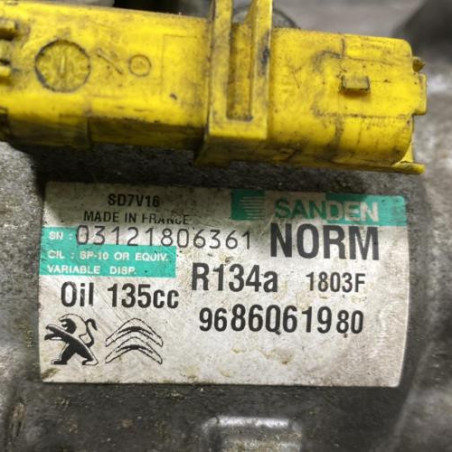 SD7V16
SANDEN
MADE IN FRANCE
SN: 03121806361 NORM
OIL : SP-10 OR EQUIV.
VARIABLE DISP.
R134a 1803F
Oil 135cc
9686061980